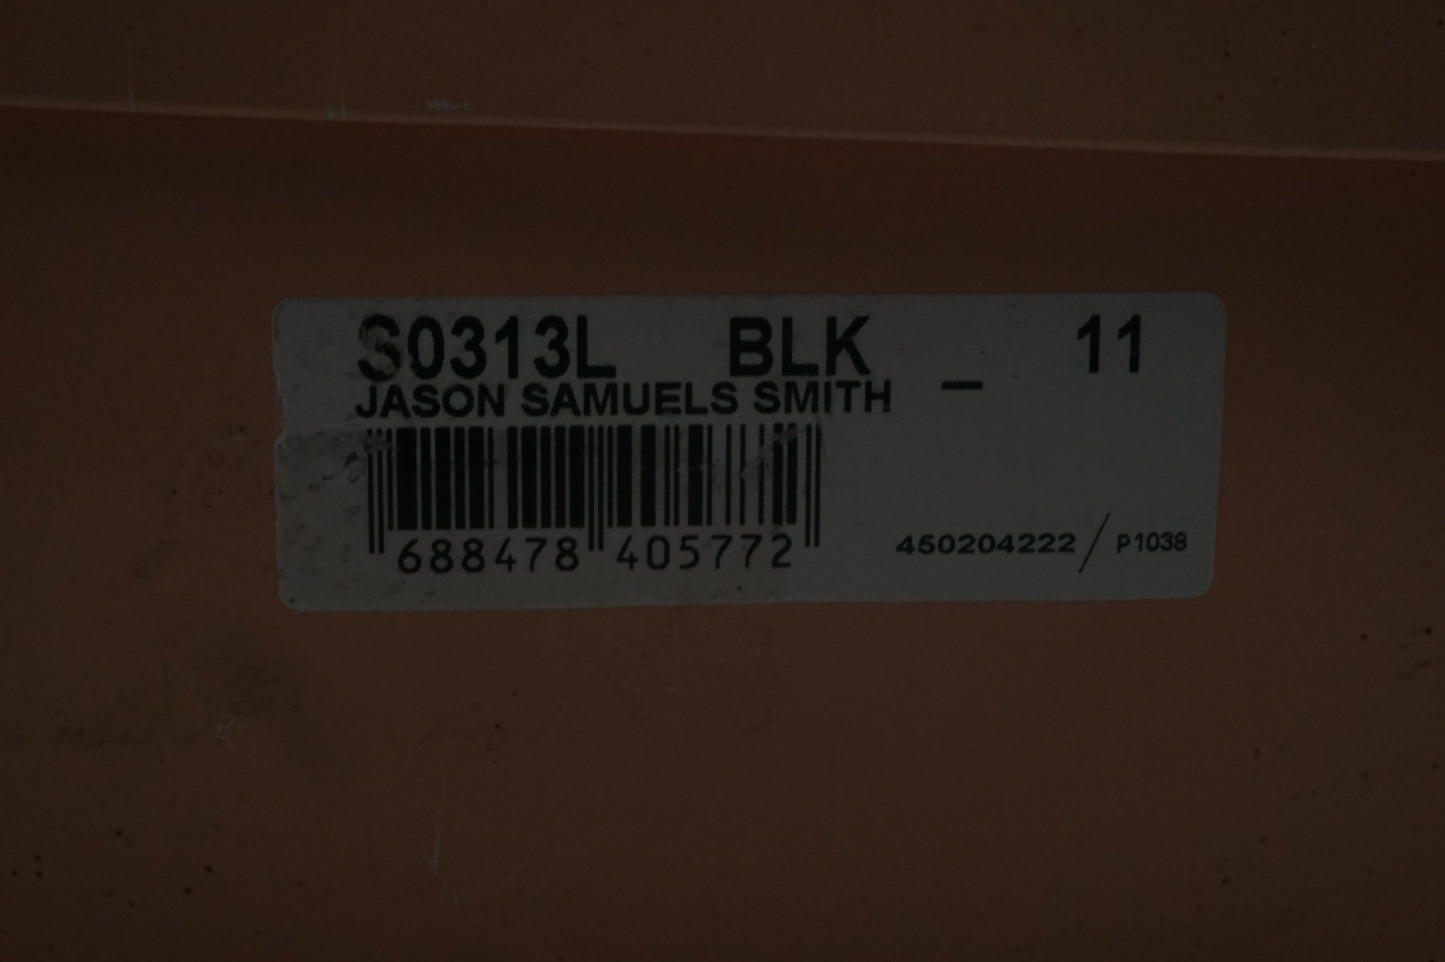 S0313L BLK _ 11
JASON SAMUELS SMITH
688478 405772
450204222 / P1038